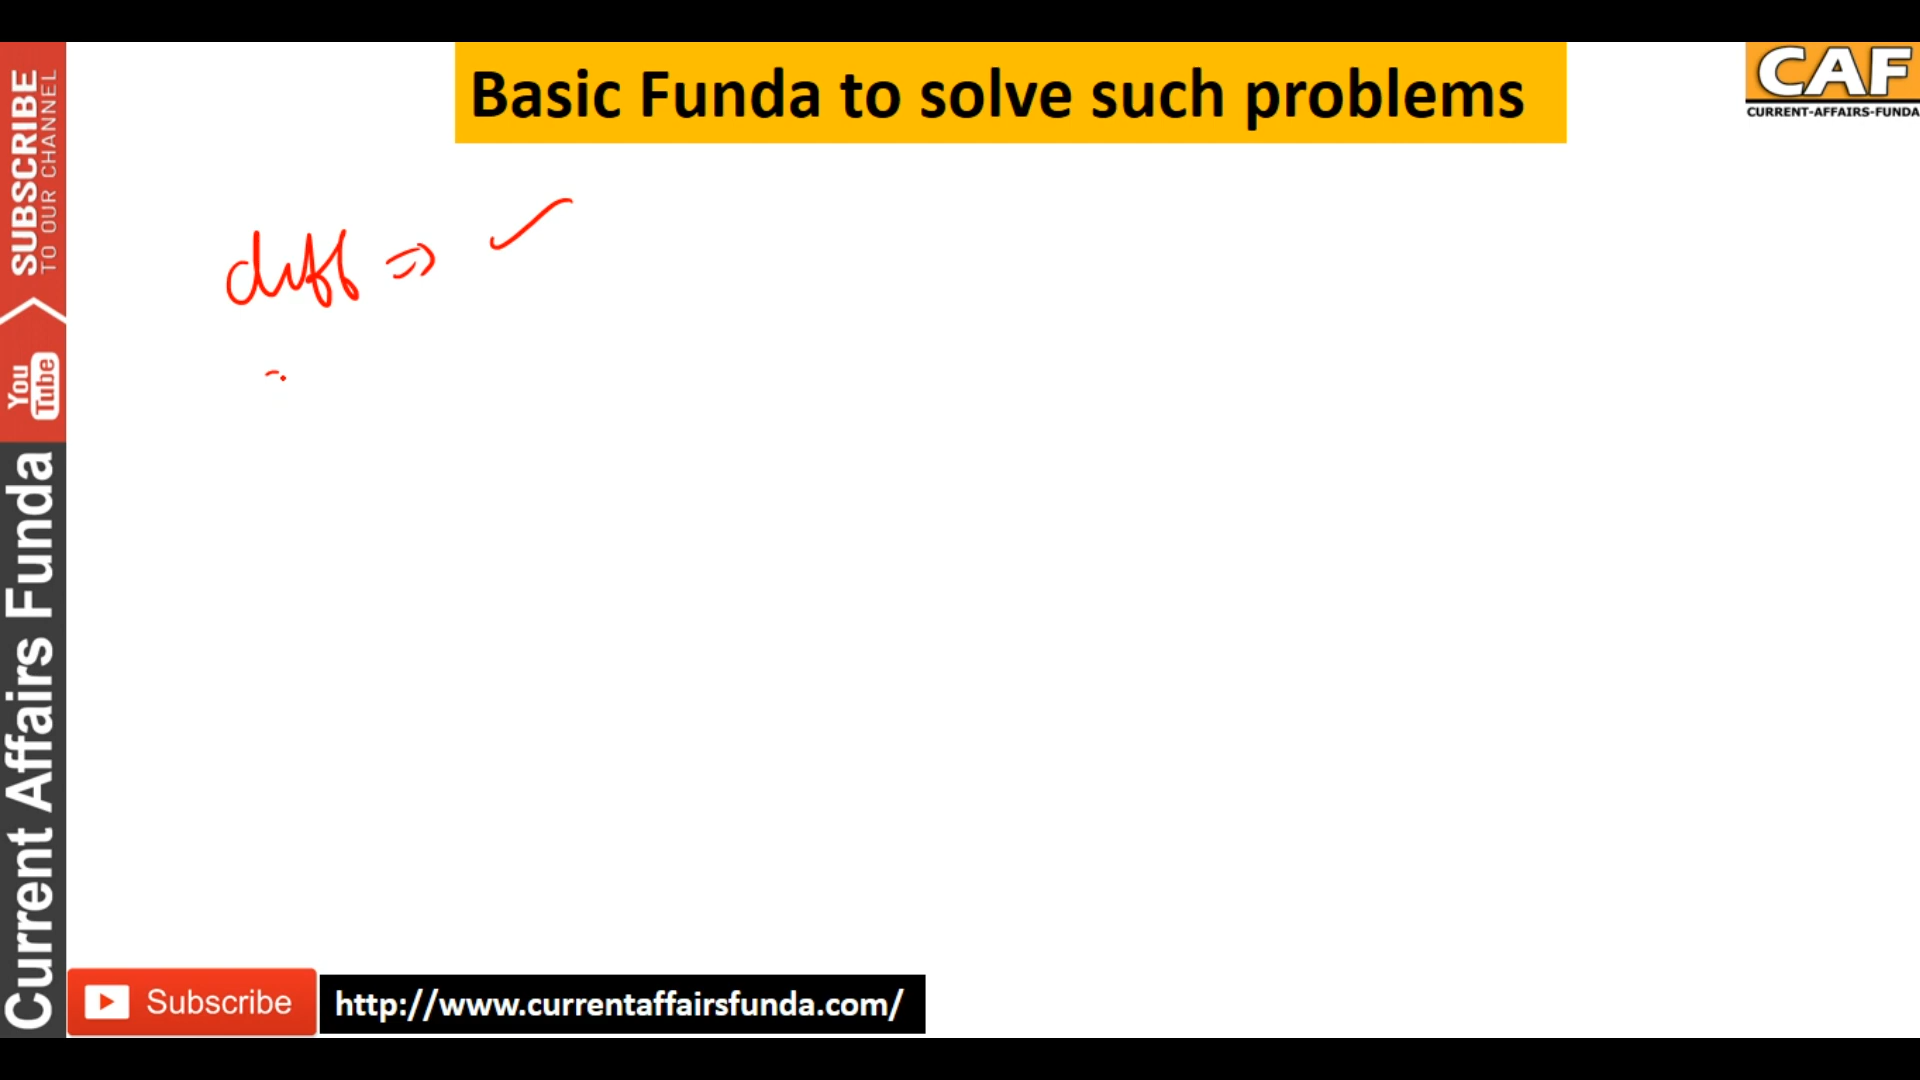 Basic Funda to solve such problems
CAF
CURRENT-AFFAIRS-FUNDA
SUBSCRIBE
TO OUR CHANNEL
You
Tube
Current Affairs Funda
diff ⇒ ✓
Subscribe
http://www.currentaffairsfunda.com/